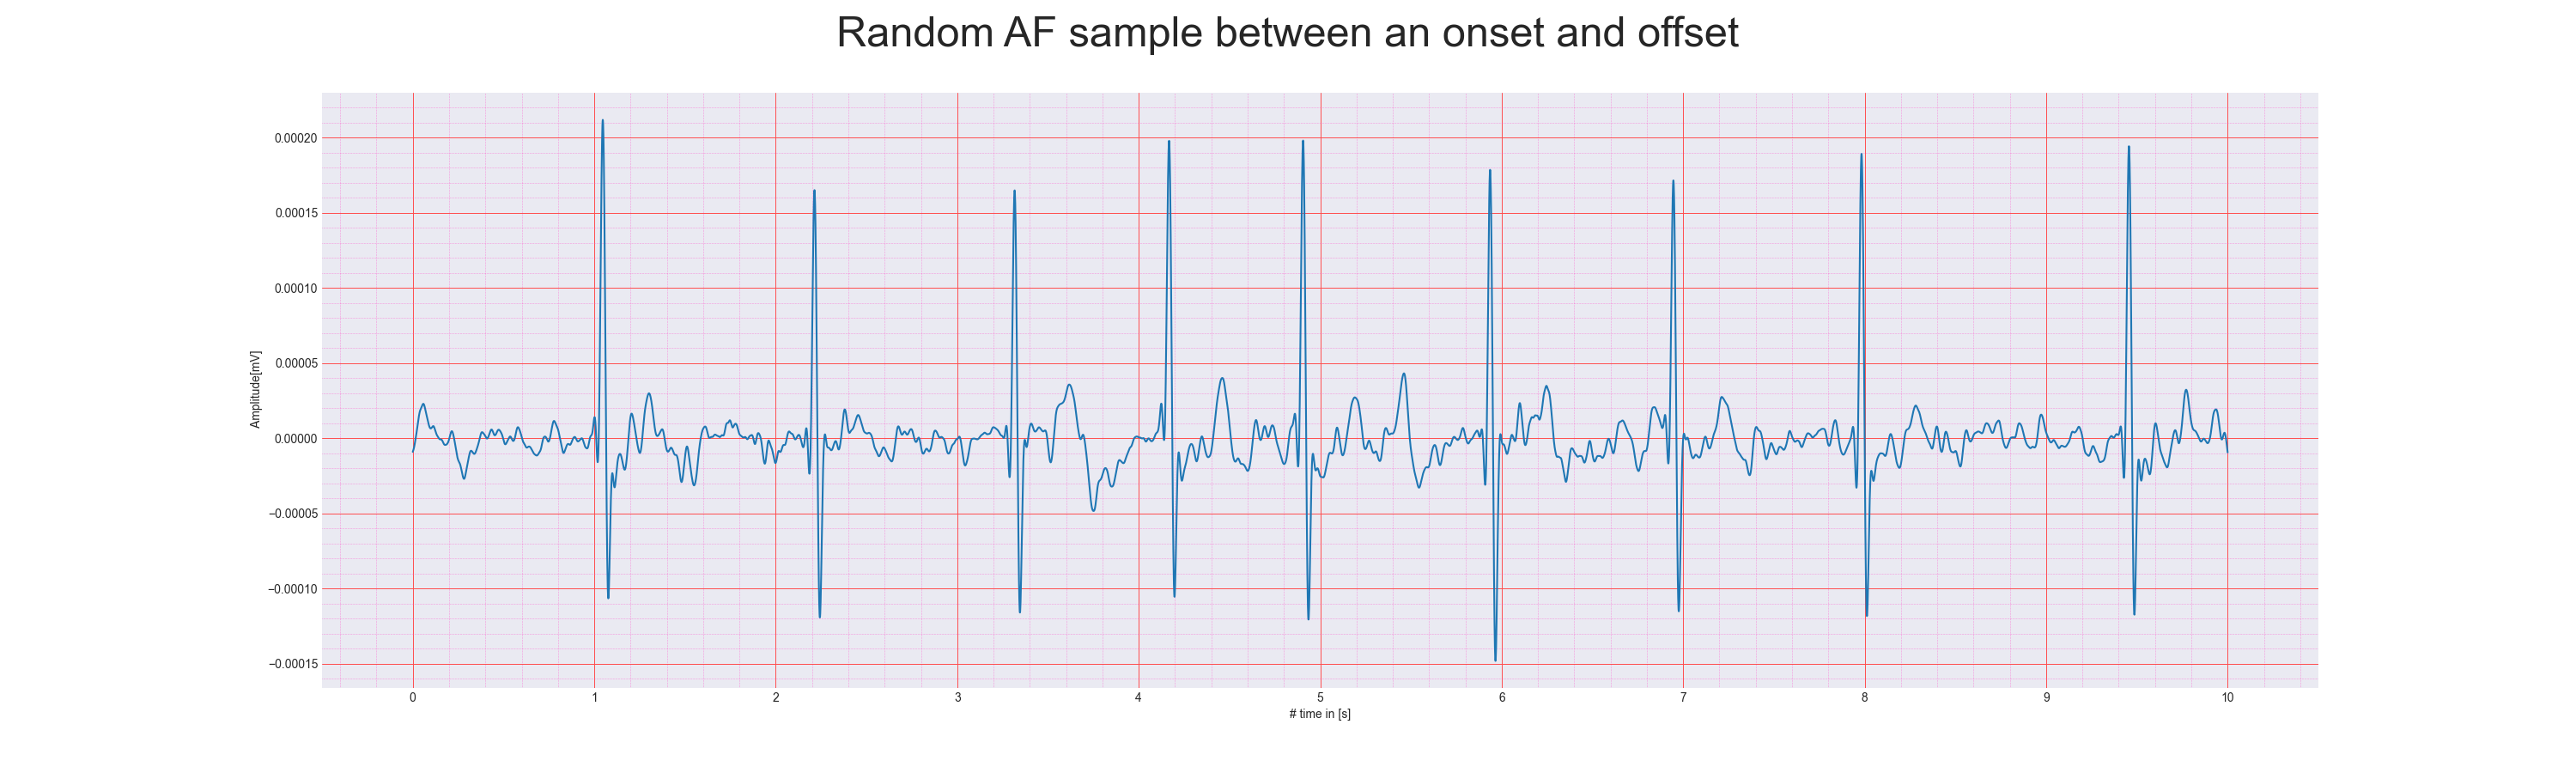 Random AF sample between an onset and offset
0.00020
0.00015
0.00010
0.00005
0.00000
−0.00005
−0.00010
−0.00015
Amplitude[mV]
0 1 2 3 4 5 6 7 8 9 10
# time in [s]